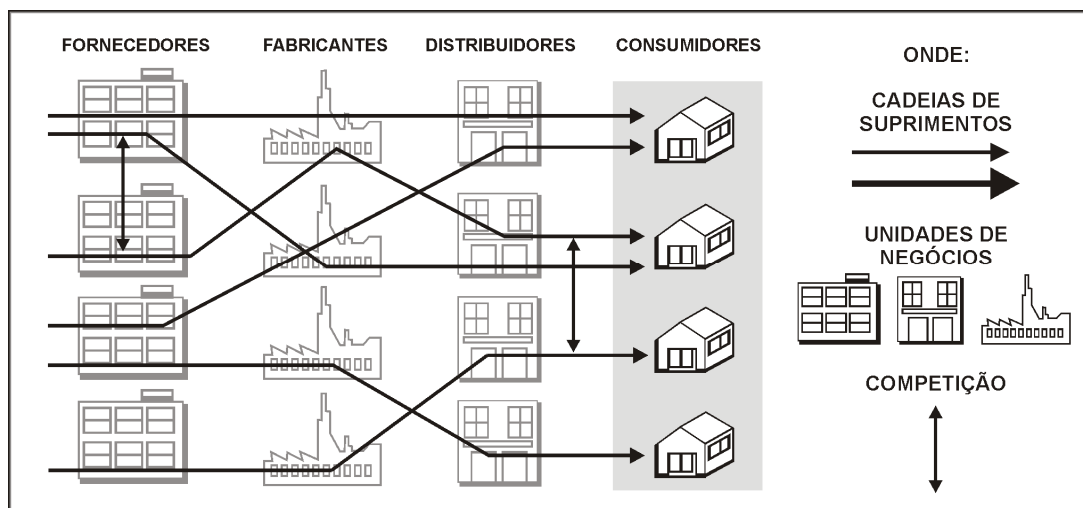 FORNECEDORES
FABRICANTES
DISTRIBUIDORES
CONSUMIDORES
ONDE:
CADEIAS DE
SUPRIMENTOS
UNIDADES DE
NEGÓCIOS
COMPETIÇÃO